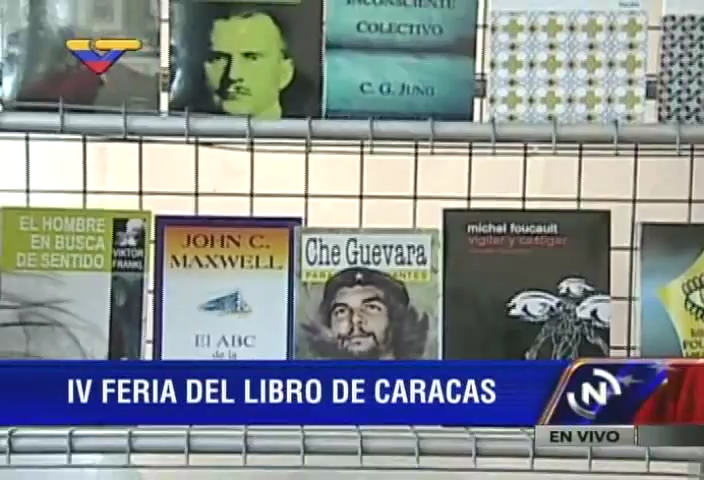 INCONSCIENTE
COLECTIVO
C. G. JUNG
EL HOMBRE
EN BUSCA
DE SENTIDO
VIKTOR
FRANKL
JOHN C.
MAXWELL
El ABC
de la
Che Guevara
PARA
michel foucault
vigilar y castigar
IV FERIA DEL LIBRO DE CARACAS
N
EN VIVO